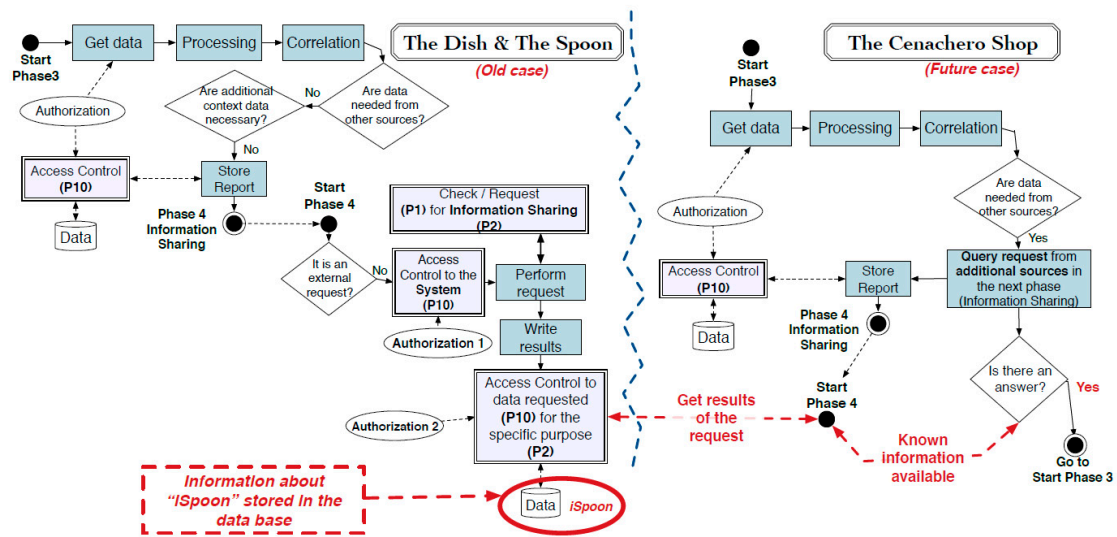 The Dish & The Spoon
(Old case)
Start
Phase3
Get data
Processing
Correlation
Are data
needed from
other sources?
No
Are additional
context data
necessary?
No
Authorization
Access Control
(P10)
Data
Store
Report
Phase 4
Information
Sharing
Start
Phase 4
It is an
external
request?
No
Check / Request
(P1) for Information Sharing
(P2)
Access
Control to the
System
(P10)
Perform
request
Authorization 1
Write
results
Access Control to
data requested
(P10) for the
specific purpose
(P2)
Authorization 2
Data
iSpoon
Information about
“ISpoon” stored in the
data base
The Cenachero Shop
(Future case)
Start
Phase3
Get data
Processing
Correlation
Are data
needed from
other sources?
Yes
Authorization
Access Control
(P10)
Data
Store
Report
Query request from
additional sources in
the next phase
(Information Sharing)
Phase 4
Information
Sharing
Start
Phase 4
Is there an
answer?
Yes
Go to
Start Phase 3
Get results
of the
request
Known
information
available